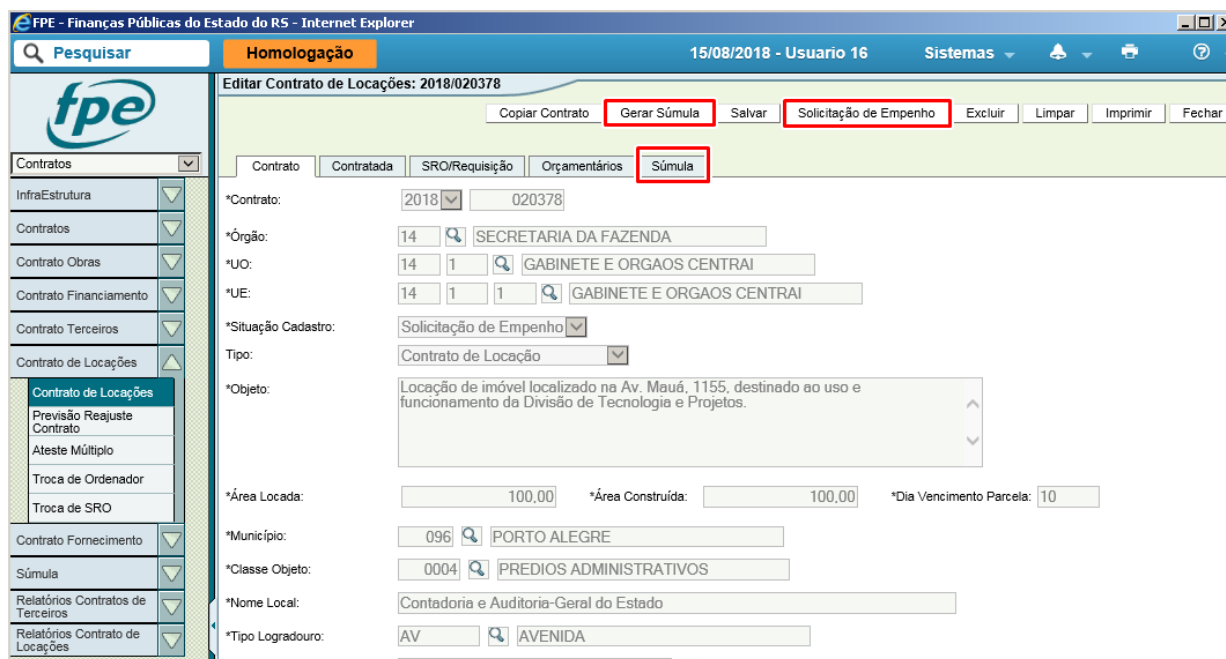 FPE - Finanças Públicas do Estado do RS - Internet Explorer
Pesquisar Homologação 15/08/2018 - Usuario 16 Sistemas
fpe
Contratos
InfraEstrutura
Contratos
Contrato Obras
Contrato Financiamento
Contrato Terceiros
Contrato de Locações
Contrato de Locações
Previsão Reajuste
Contrato
Ateste Múltiplo
Troca de Ordenador
Troca de SRO
Contrato Fornecimento
Súmula
Relatórios Contratos de
Terceiros
Relatórios Contrato de
Locações
Editar Contrato de Locações: 2018/020378
Copiar Contrato Gerar Súmula Salvar Solicitação de Empenho Excluir Limpar Imprimir Fechar
Contrato Contratada SRO/Requisição Orçamentários Súmula
*Contrato: 2018 020378
*Órgão: 14 SECRETARIA DA FAZENDA
*UO: 14 1 GABINETE E ORGAOS CENTRAI
*UE: 14 1 1 GABINETE E ORGAOS CENTRAI
*Situação Cadastro: Solicitação de Empenho
Tipo: Contrato de Locação
*Objeto: Locação de imóvel localizado na Av. Mauá, 1155, destinado ao uso e
funcionamento da Divisão de Tecnologia e Projetos.
*Área Locada: 100,00 *Área Construída: 100,00 *Dia Vencimento Parcela: 10
*Município: 096 PORTO ALEGRE
*Classe Objeto: 0004 PREDIOS ADMINISTRATIVOS
*Nome Local: Contadoria e Auditoria-Geral do Estado
*Tipo Logradouro: AV AVENIDA